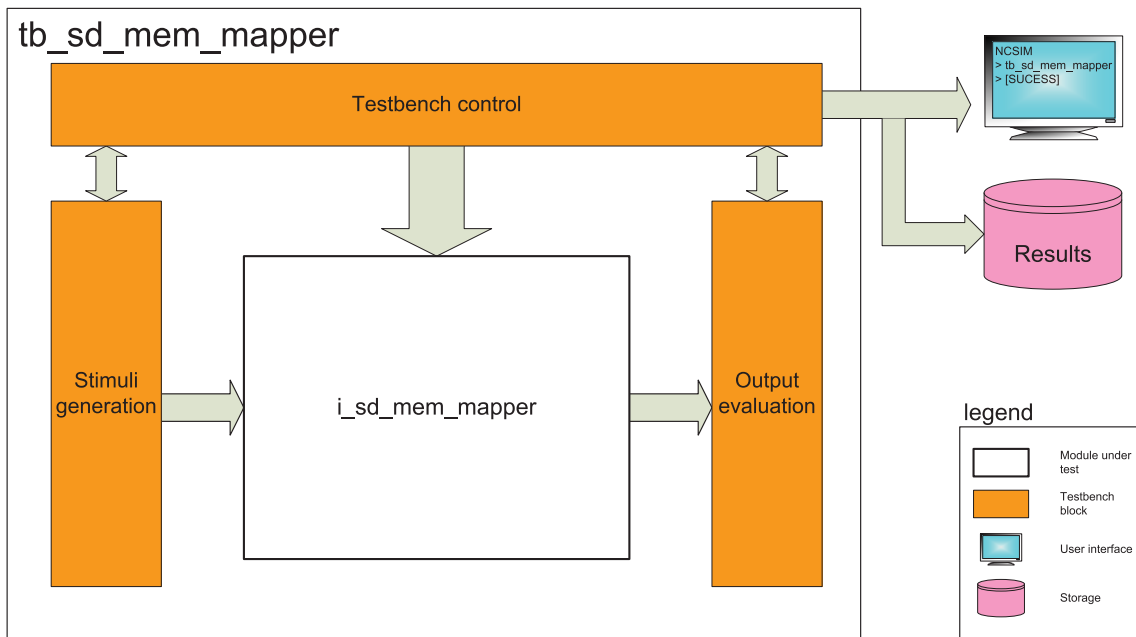 tb_sd_mem_mapper
Testbench control
NCSIM
> tb_sd_mem_mapper
> [SUCESS]
Results
Stimuli
generation
i_sd_mem_mapper
Output
evaluation
legend
Module under
test
Testbench
block
User interface
Storage